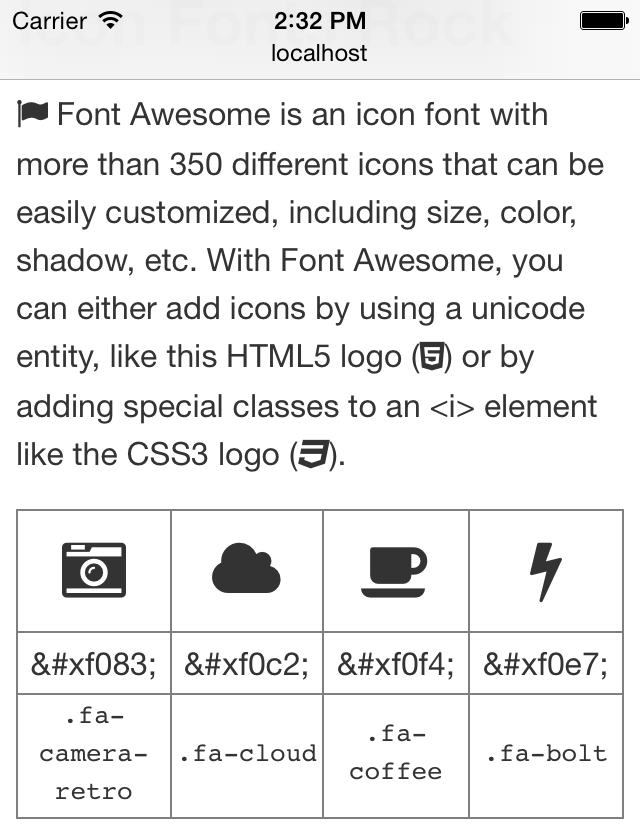 Carrier 2:32 PM
localhost
Icon Fonts Rock
Font Awesome is an icon font with
more than 350 different icons that can be
easily customized, including size, color,
shadow, etc. With Font Awesome, you
can either add icons by using a unicode
entity, like this HTML5 logo () or by
adding special classes to an <i> element
like the CSS3 logo ().
&#xf083; &#xf0c2; &#xf0f4; &#xf0e7;
.fa-camera-retro .fa-cloud .fa-coffee .fa-bolt